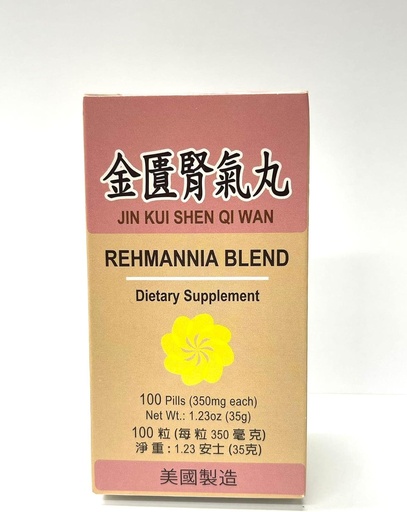 金匱腎氣丸
JIN KUI SHEN QI WAN
REHMANNIA BLEND
Dietary Supplement
100 Pills (350mg each)
Net Wt.: 1.23oz (35g)
100 粒 (每 粒 350 毫 克)
淨 重 : 1.23 安士 (35克)
美國製造